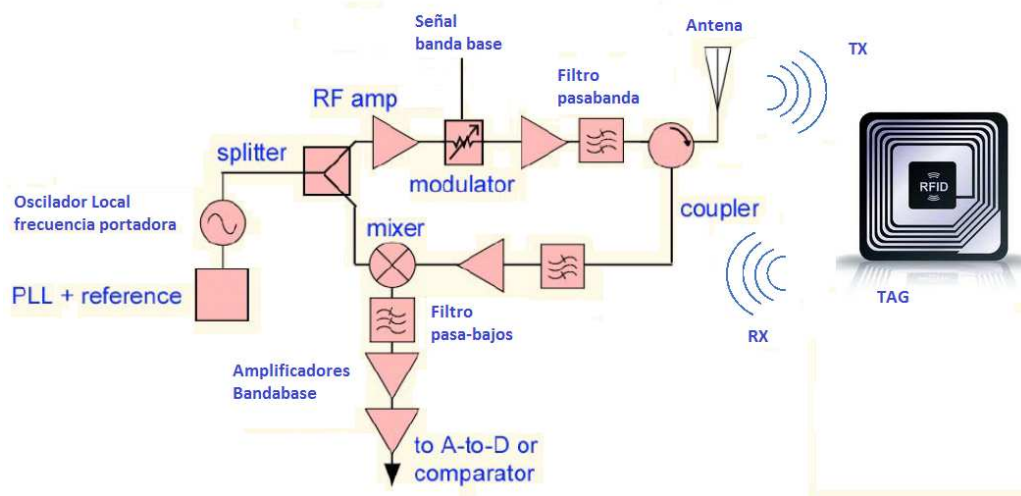 Señal
banda base
Antena
TX
Filtro
pasabanda
RF amp
splitter
modulator
coupler
RFID
Oscilador Local
frecuencia portadora
mixer
PLL + reference
TAG
Filtro
pasa-bajos
RX
Amplificadores
Bandabase
to A-to-D or
comparator